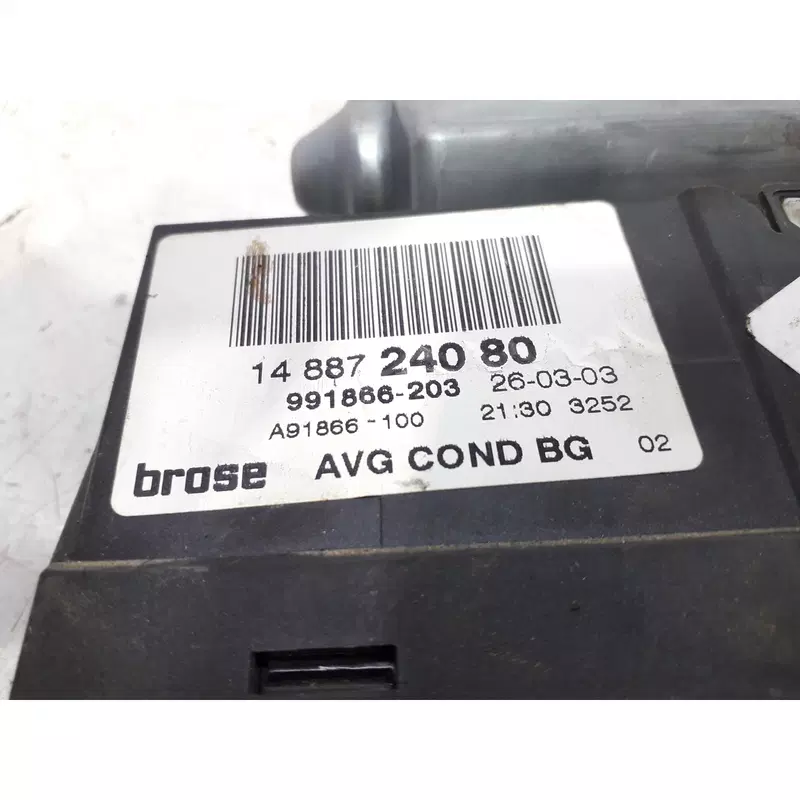 14 887 240 80
991866-203 26-03-03
A91866-100 21:30 3252
brose AVG COND BG 02